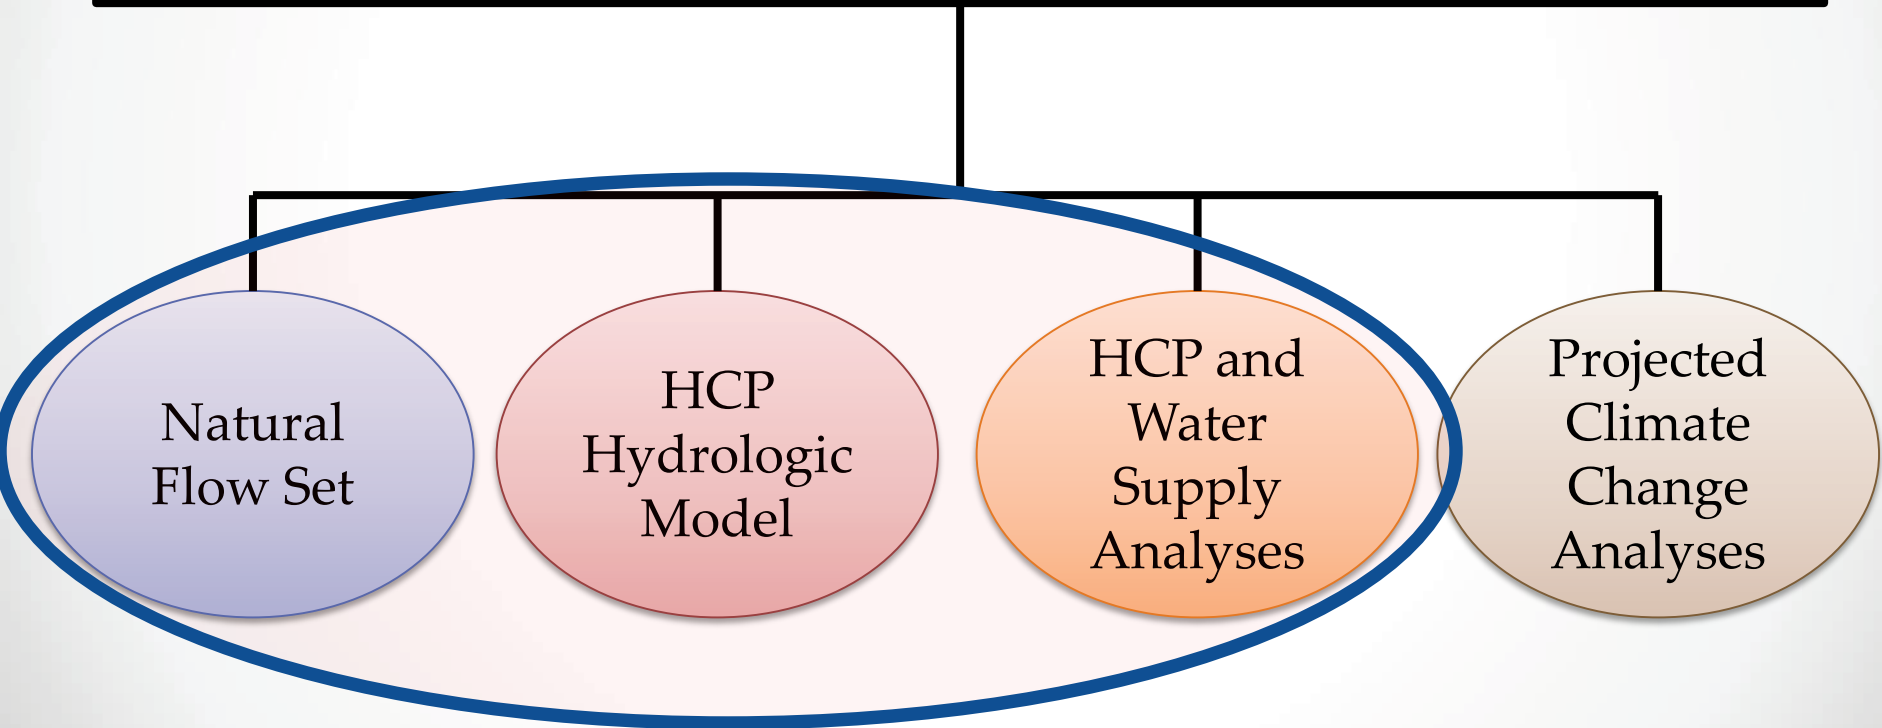 Natural
Flow Set
HCP
Hydrologic
Model
HCP and
Water
Supply
Analyses
Projected
Climate
Change
Analyses